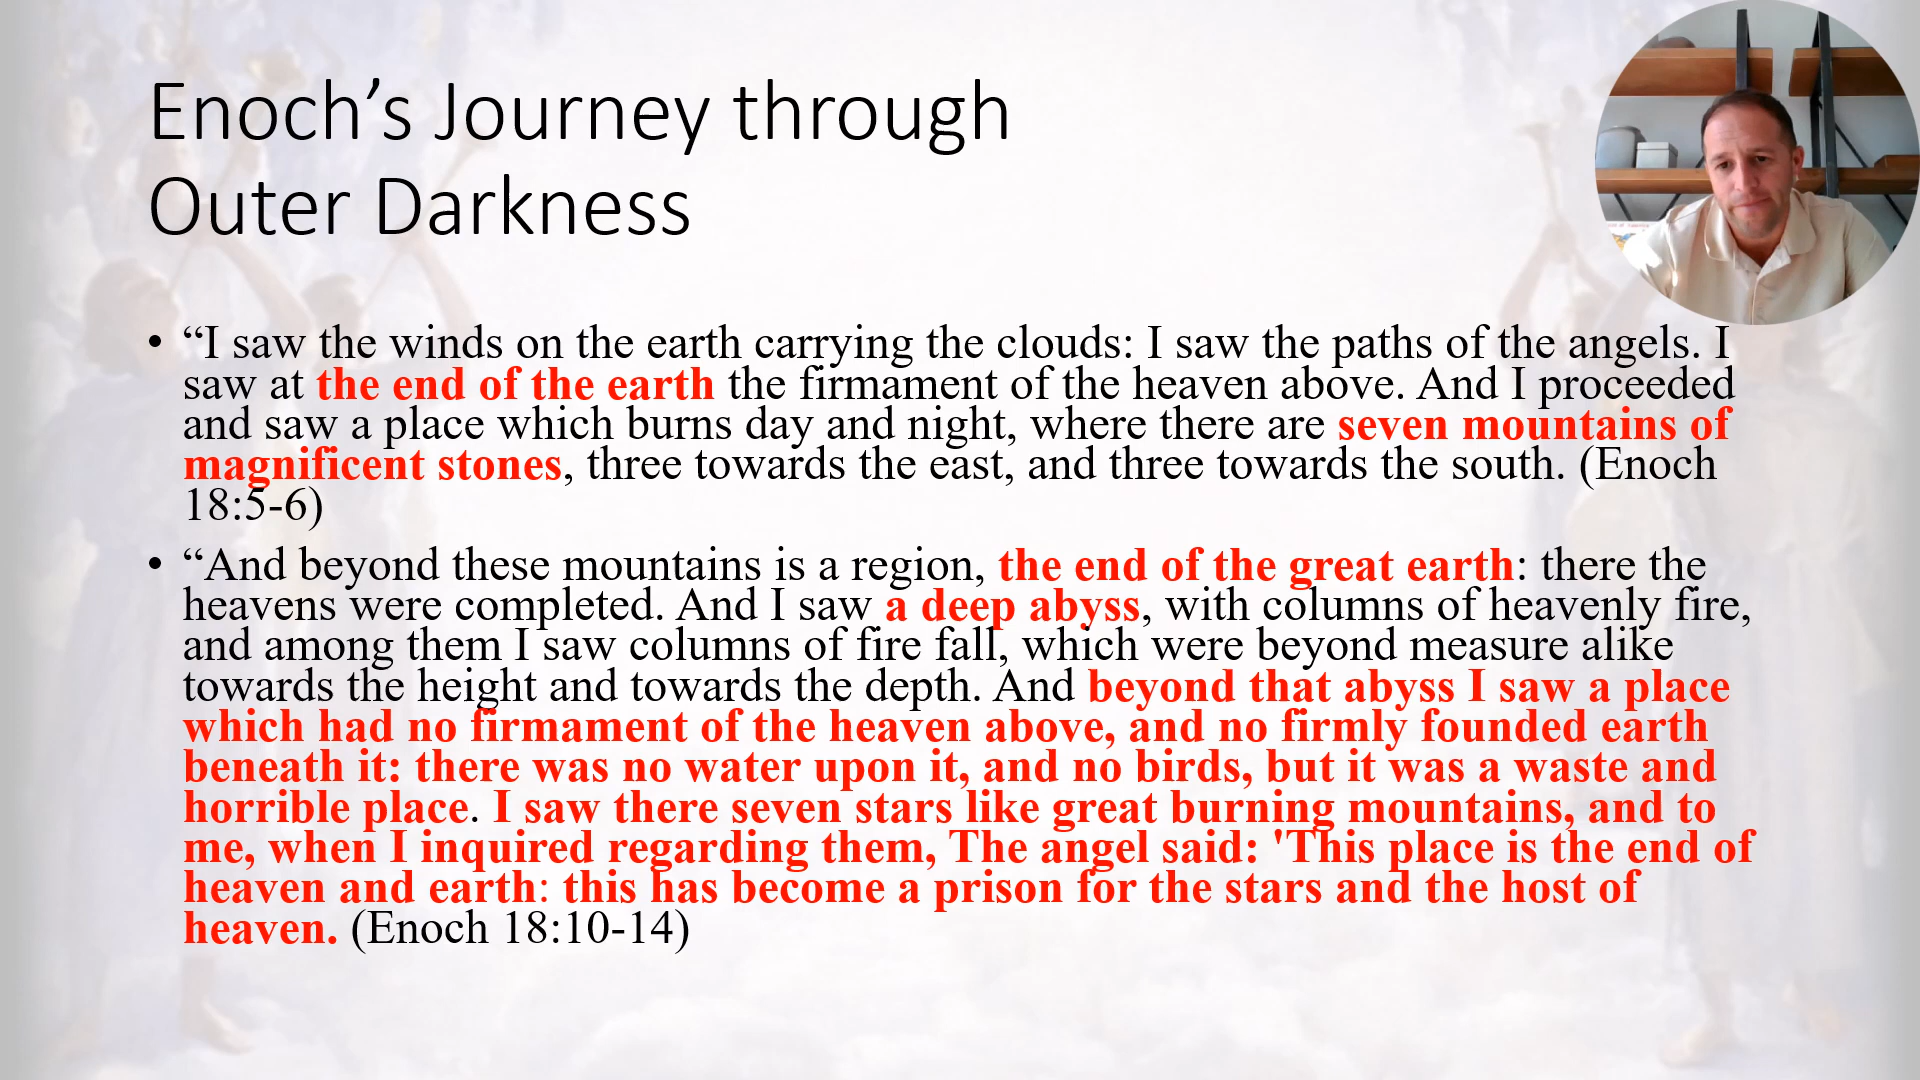 Enoch’s Journey through
Outer Darkness
• “I saw the winds on the earth carrying the clouds: I saw the paths of the angels. I
saw at the end of the earth the firmament of the heaven above. And I proceeded
and saw a place which burns day and night, where there are seven mountains of
magnificent stones, three towards the east, and three towards the south. (Enoch
18:5-6)
• “And beyond these mountains is a region, the end of the great earth: there the
heavens were completed. And I saw a deep abyss, with columns of heavenly fire,
and among them I saw columns of fire fall, which were beyond measure alike
towards the height and towards the depth. And beyond that abyss I saw a place
which had no firmament of the heaven above, and no firmly founded earth
beneath it: there was no water upon it, and no birds, but it was a waste and
horrible place. I saw there seven stars like great burning mountains, and to
me, when I inquired regarding them, The angel said: 'This place is the end of
heaven and earth: this has become a prison for the stars and the host of
heaven. (Enoch 18:10-14)